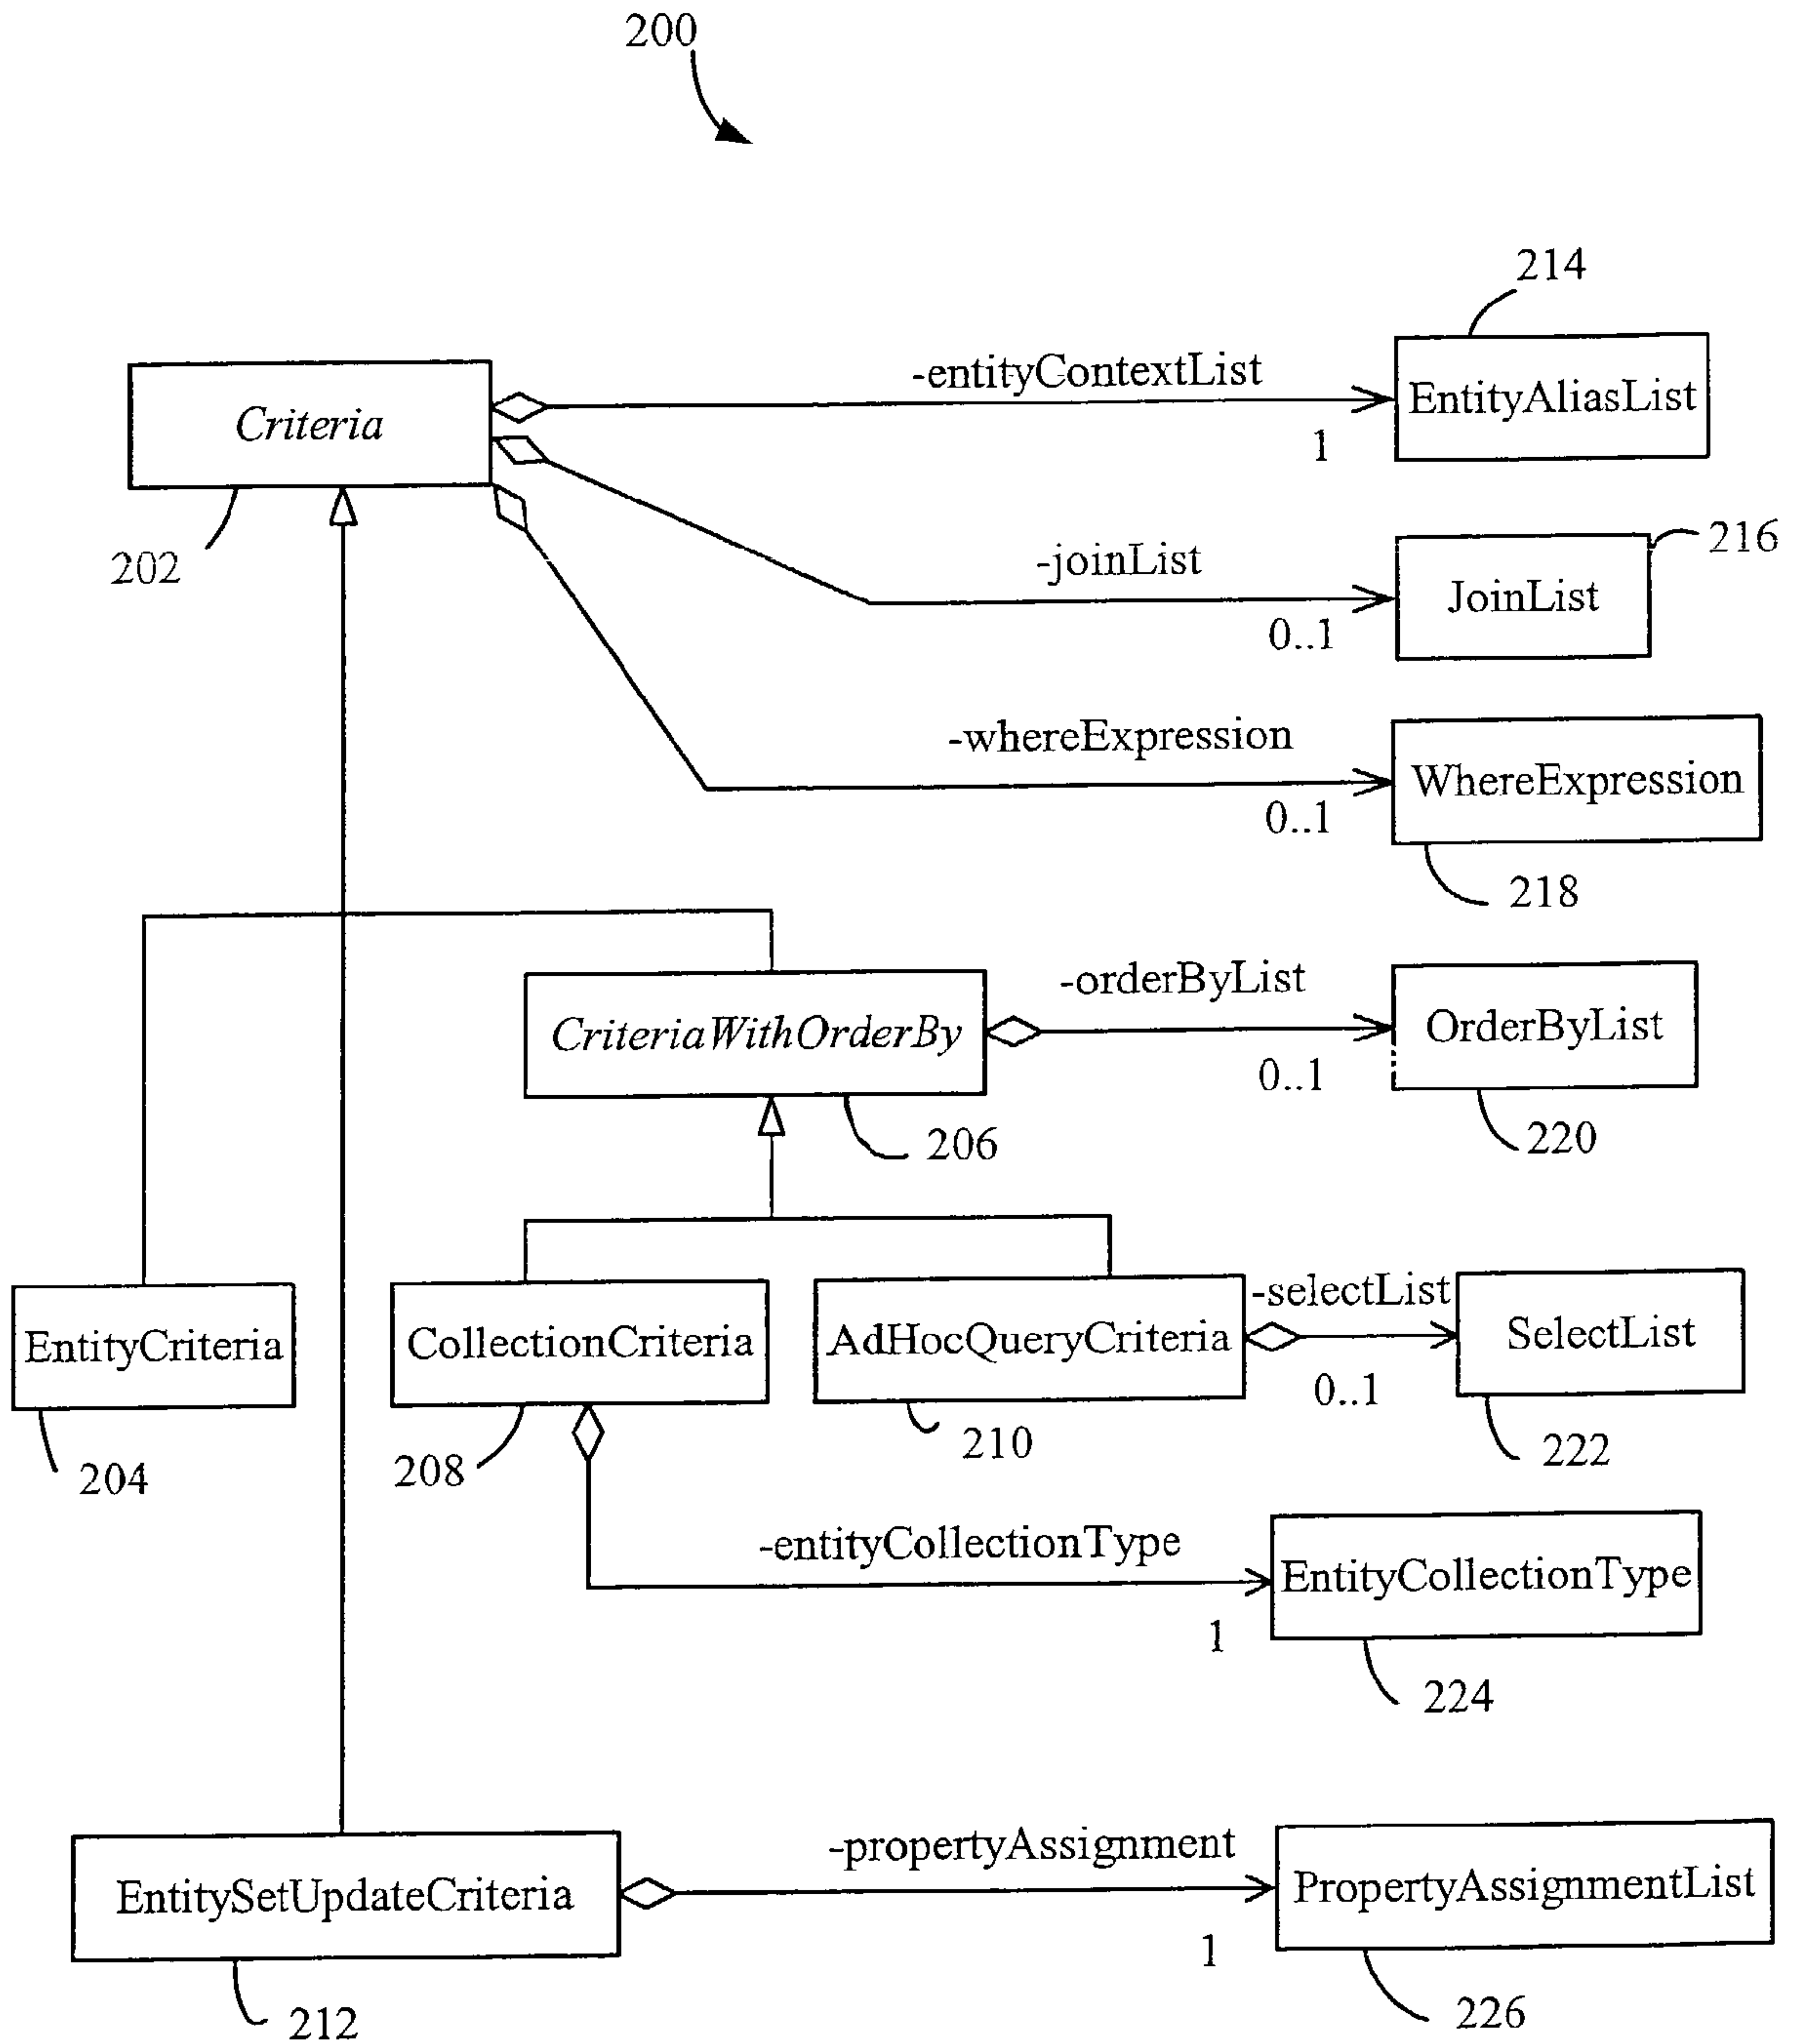 200
214
-entityContextList
EntityAliasList
Criteria
1
202
216
-joinList
JoinList
0..1
-whereExpression
WhereExpression
0..1
218
-orderByList
CriteriaWithOrderBy
OrderByList
0..1
206
220
-selectList
EntityCriteria
CollectionCriteria
AdHocQueryCriteria
SelectList
0..1
204
208
210
222
-entityCollectionType
EntityCollectionType
1
224
-propertyAssignment
EntitySetUpdateCriteria
PropertyAssignmentList
1
212
226